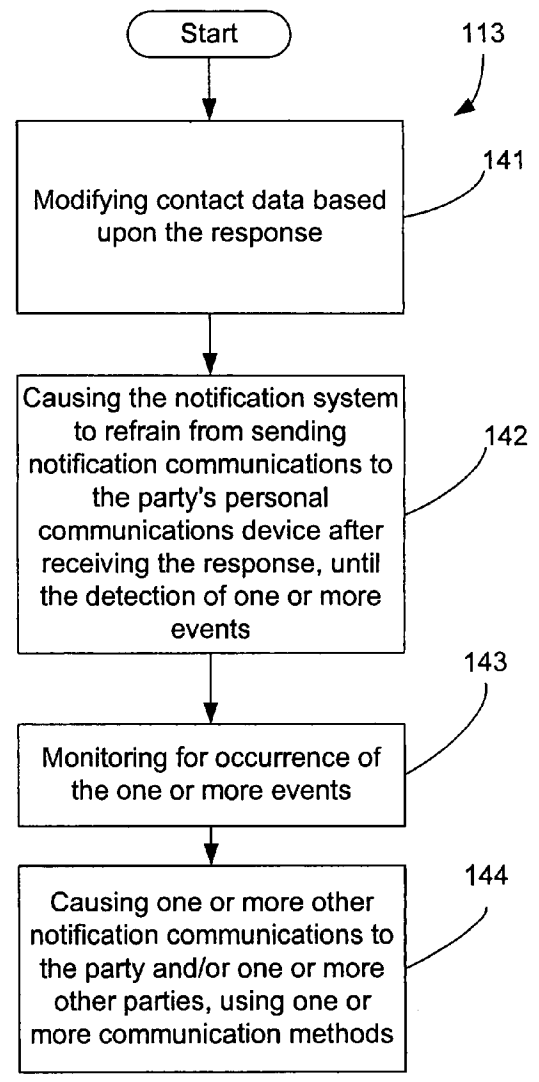 Start
113
141
Modifying contact data based
upon the response
Causing the notification system
to refrain from sending
notification communications to
the party's personal
communications device after
receiving the response, until
the detection of one or more
events
142
143
Monitoring for occurrence of
the one or more events
144
Causing one or more other
notification communications to
the party and/or one or more
other parties, using one or
more communication methods